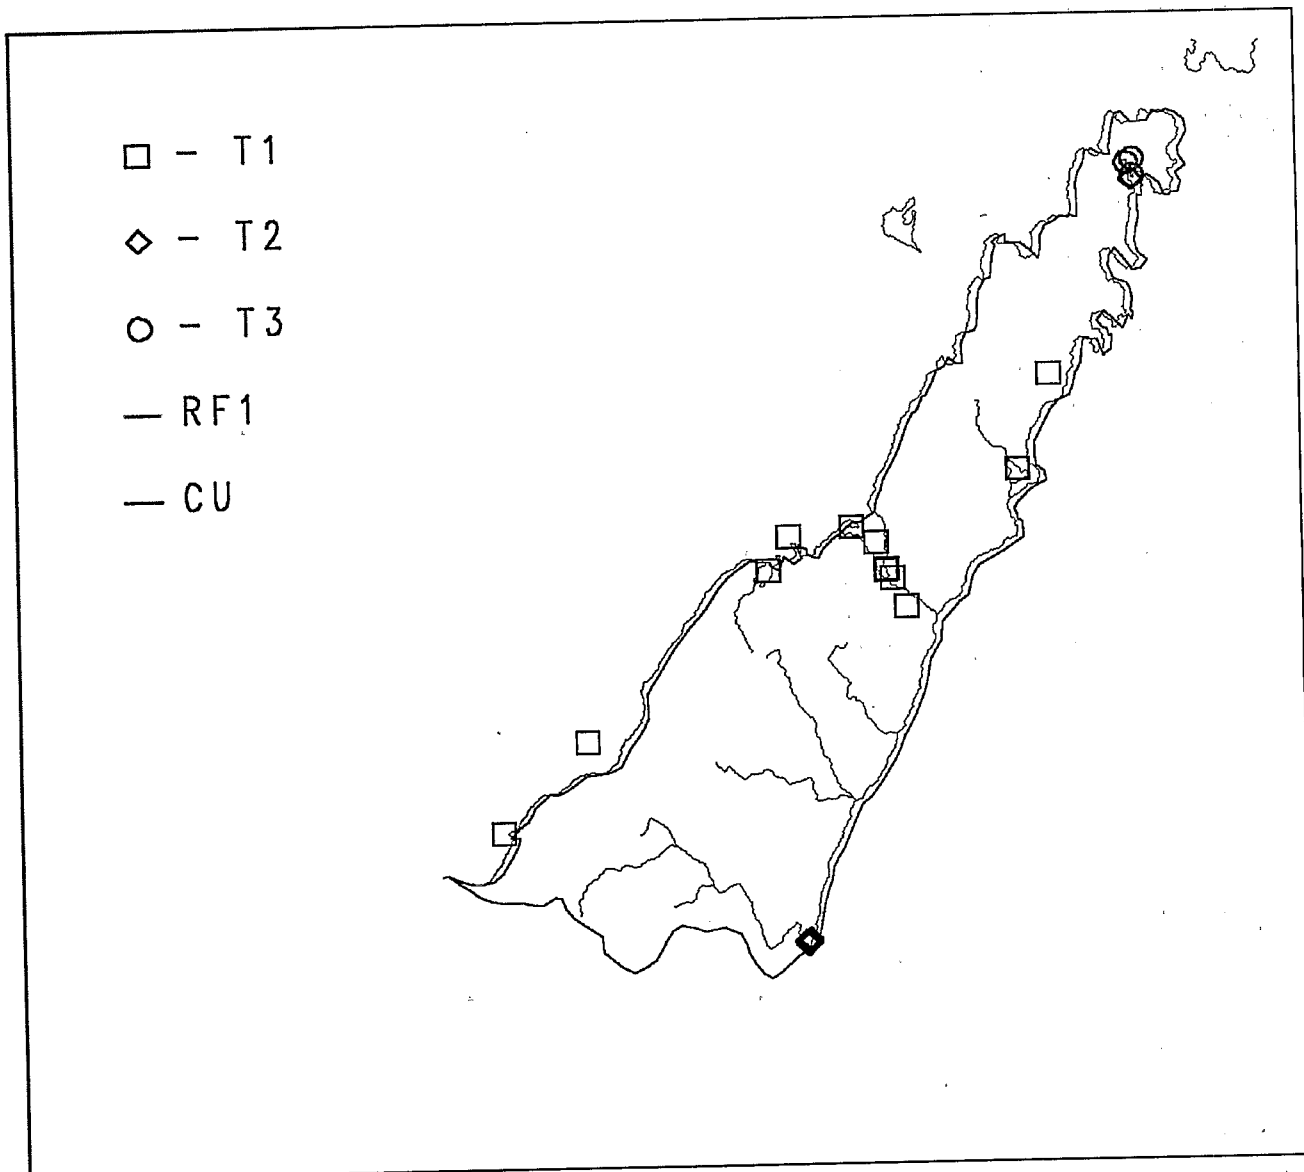 □ - T1
◇ - T2
○ - T3
— RF1
— CU